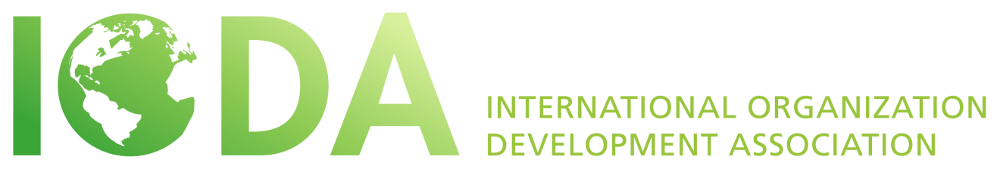 IODA
INTERNATIONAL ORGANIZATION
DEVELOPMENT ASSOCIATION